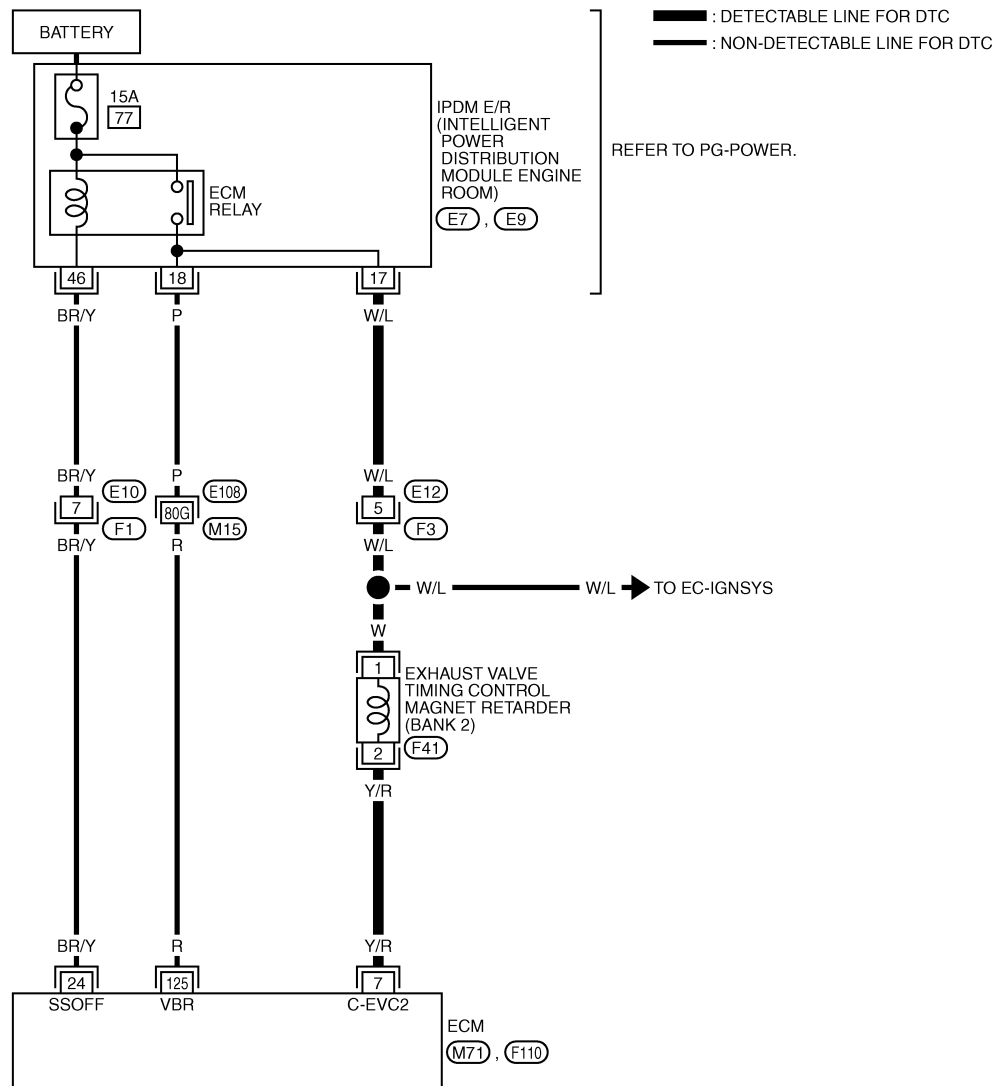 BATTERY
: DETECTABLE LINE FOR DTC
: NON-DETECTABLE LINE FOR DTC
15A
77
IPDM E/R
(INTELLIGENT
POWER
DISTRIBUTION
MODULE ENGINE
ROOM)
E7 , E9
REFER TO PG-POWER.
ECM
RELAY
46 18 17
BR/Y P W/L
BR/Y P W/L
7 E10 80G E108 5 E12
F1 M15 F3
BR/Y R W/L
W/L W/L TO EC-IGNSYS
W
1
EXHAUST VALVE
TIMING CONTROL
MAGNET RETARDER
(BANK 2)
2 F41
Y/R
BR/Y R Y/R
24 125 7
SSOFF VBR C-EVC2
ECM
M71 , F110